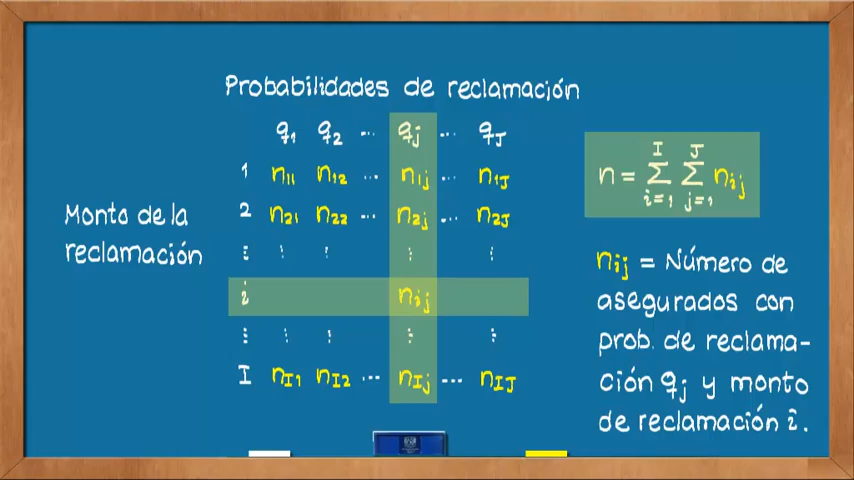 Probabilidades de reclamación
q1 q2 ... qj ... qJ
1 n11 n12 ... n1j ... n1J
2 n21 n22 ... n2j ... n2J
Monto de la
reclamación
⋮ ⋮ ⋮ ⋮ ⋮
i nij
⋮ ⋮ ⋮ ⋮ ⋮
I nI1 nI2 ... nIj ... nIJ
n = ∑_{i=1}^{I} ∑_{j=1}^{J} nij
nij = Número de
asegurados con
prob. de reclama-
ción qj y monto
de reclamación i.